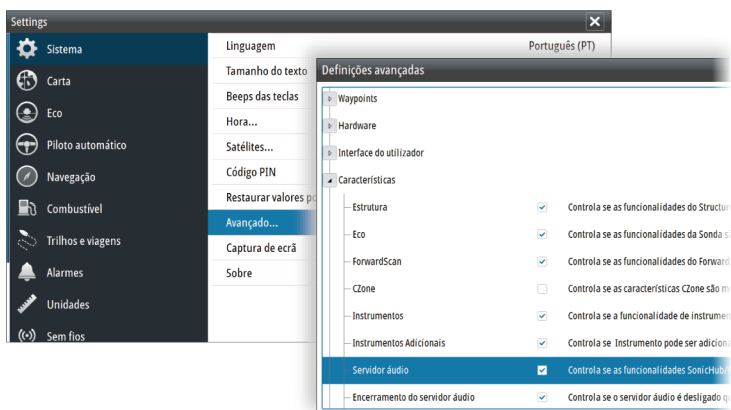 Settings
Sistema
Carta
Eco
Piloto automático
Navegação
Combustível
Trilhos e viagens
Alarmes
Unidades
Sem fios
Linguagem Português (PT)
Tamanho do texto
Beeps das teclas
Hora...
Satélites...
Código PIN
Restaurar valores
Avançado...
Captura de ecrã
Sobre
Definições avançadas
Waypoints
Hardware
Interface do utilizador
Características
Estrutura Controla se as funcionalidades do
Eco Controla se as funcionalidades da Sonda
ForwardScan Controla se as funcionalidades do
CZone Controla se as características CZone são
Instrumentos Controla se a funcionalidade de
Instrumentos Adicionais Controla se Instrumento pode ser
Servidor áudio Controla se as funcionalidades SonicHub/
Encerramento do servidor áudio Controla se o servidor áudio é desligado